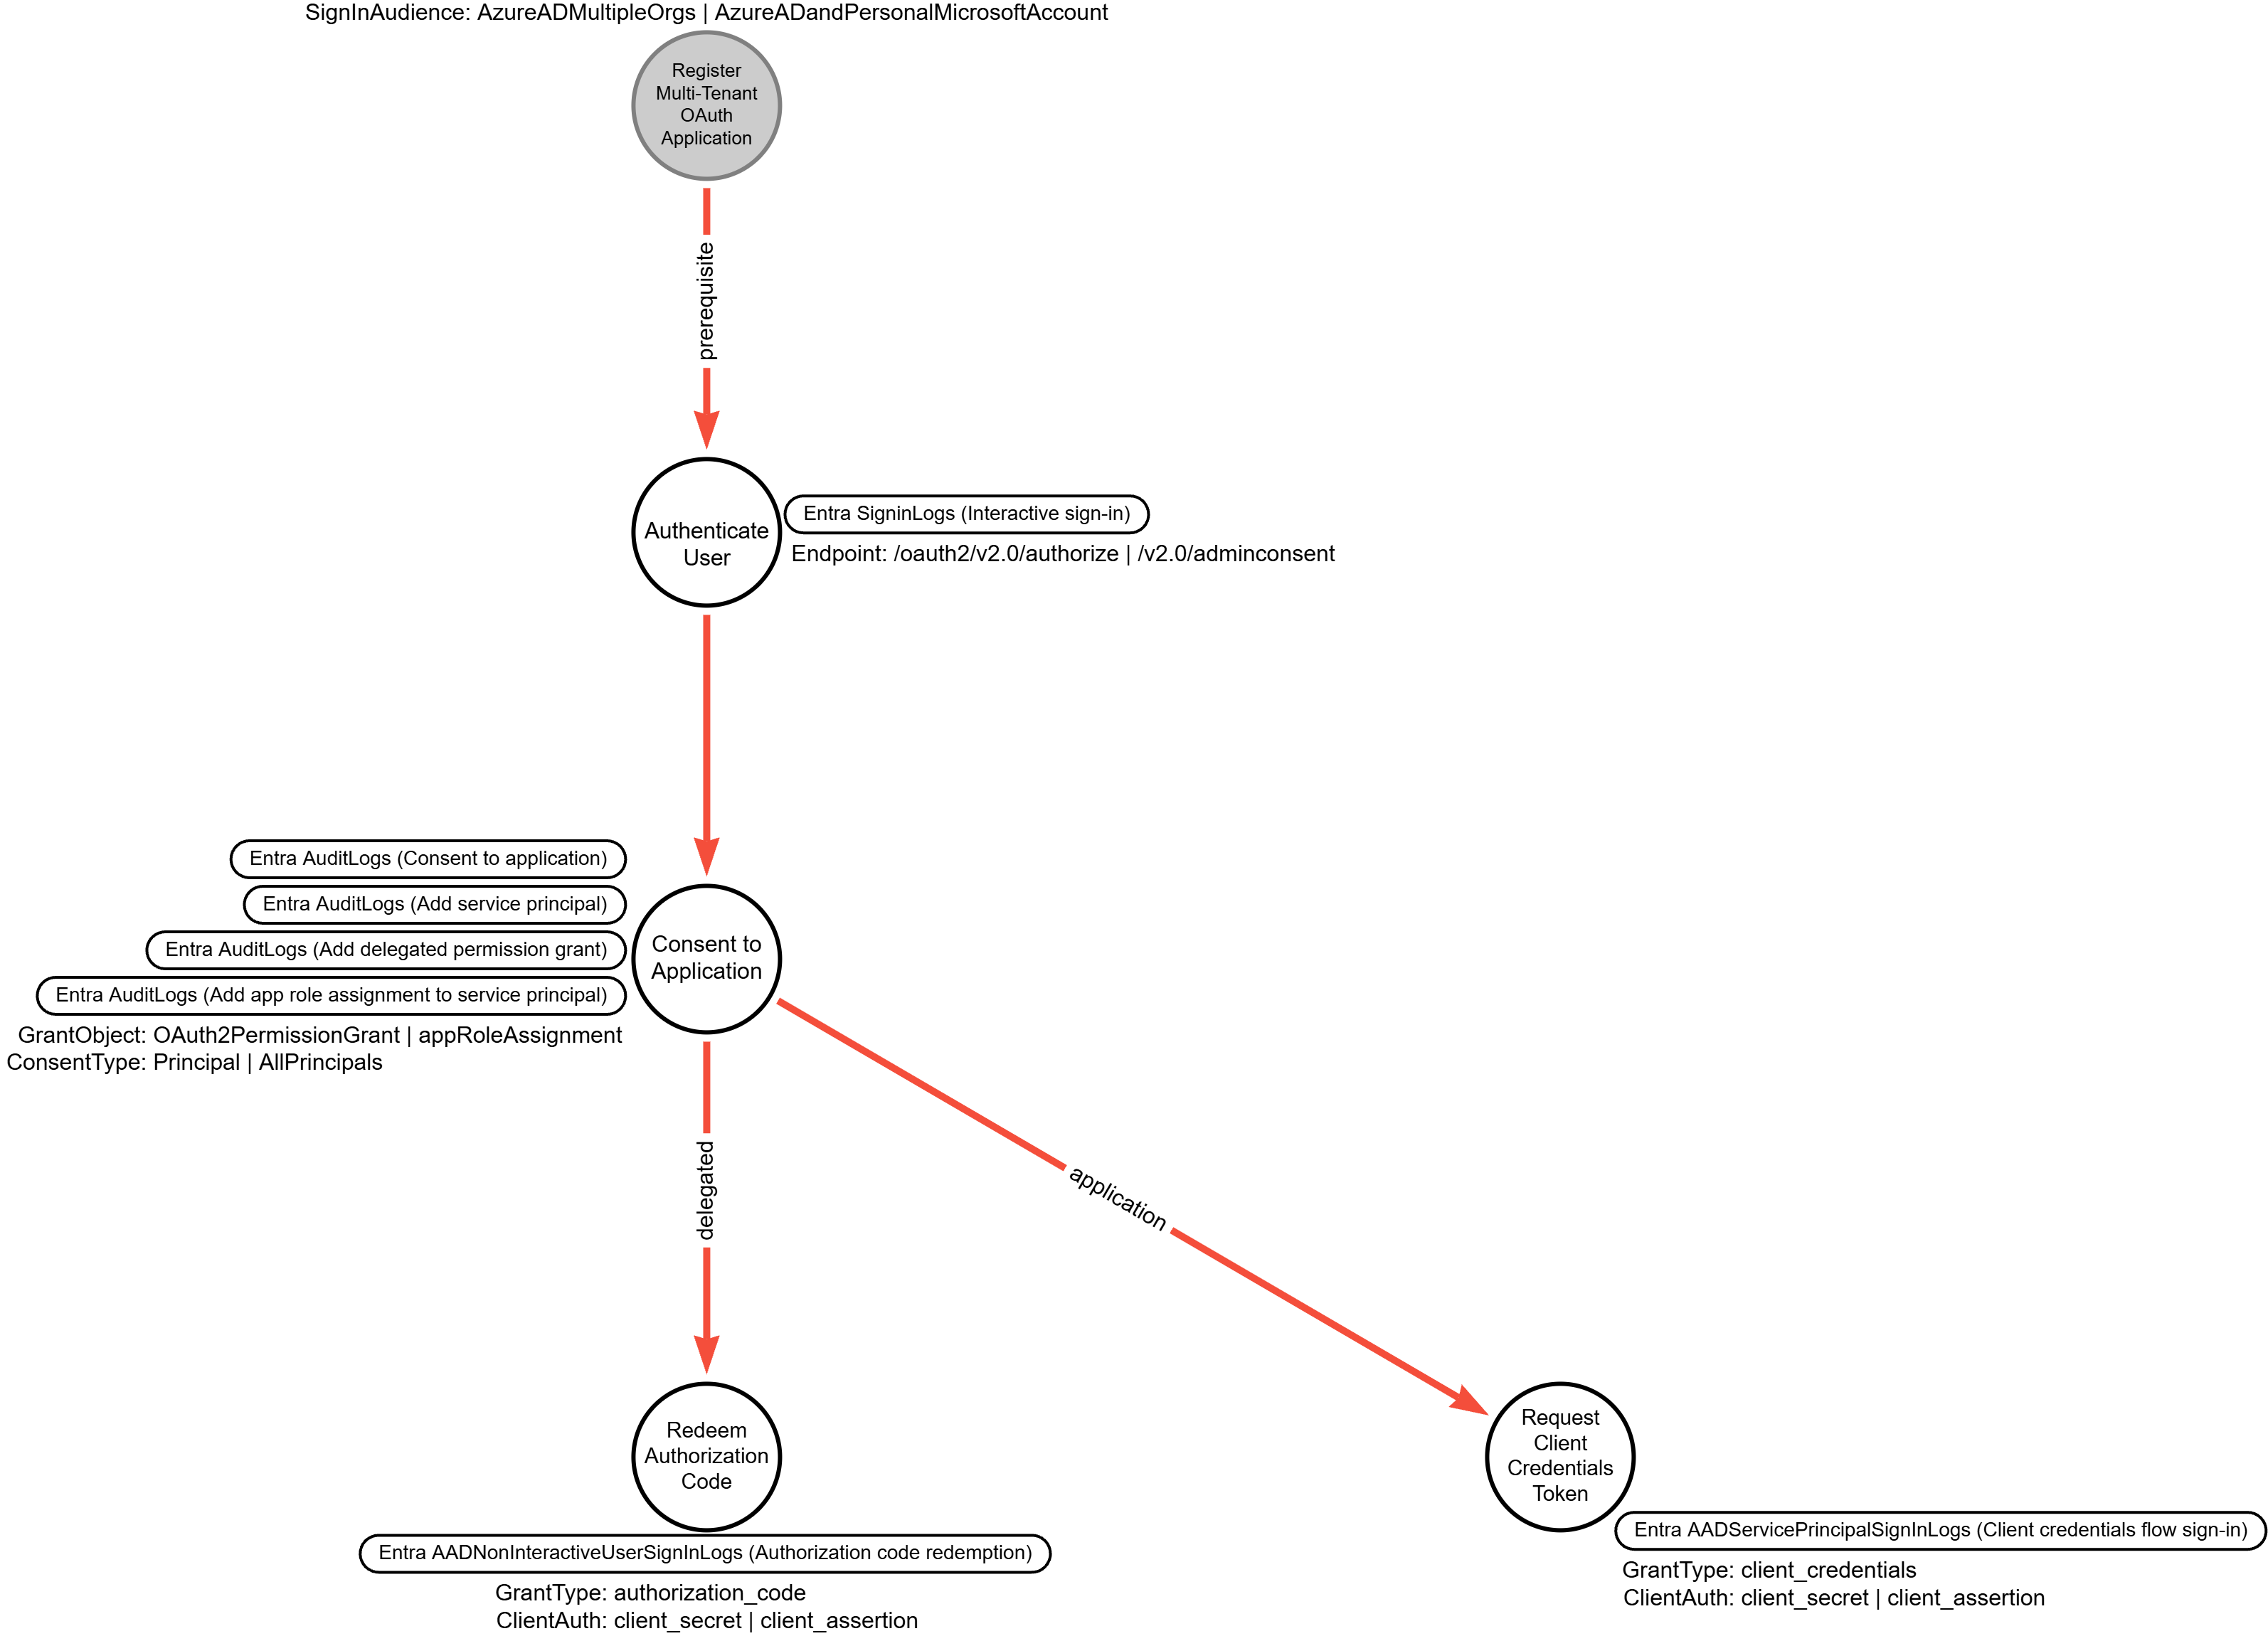 SignInAudience: AzureADMultipleOrgs | AzureADandPersonalMicrosoftAccount
Register
Multi-Tenant
OAuth
Application
prerequisite
Authenticate
User
Entra SigninLogs (Interactive sign-in)
Endpoint: /oauth2/v2.0/authorize | /v2.0/adminconsent
Entra AuditLogs (Consent to application)
Entra AuditLogs (Add service principal)
Entra AuditLogs (Add delegated permission grant)
Entra AuditLogs (Add app role assignment to service principal)
GrantObject: OAuth2PermissionGrant | appRoleAssignment
ConsentType: Principal | AllPrincipals
Consent to
Application
delegated
application
Redeem
Authorization
Code
Entra AADNonInteractiveUserSignInLogs (Authorization code redemption)
GrantType: authorization_code
ClientAuth: client_secret | client_assertion
Request
Client
Credentials
Token
Entra AADServicePrincipalSignInLogs (Client credentials flow sign-in)
GrantType: client_credentials
ClientAuth: client_secret | client_assertion